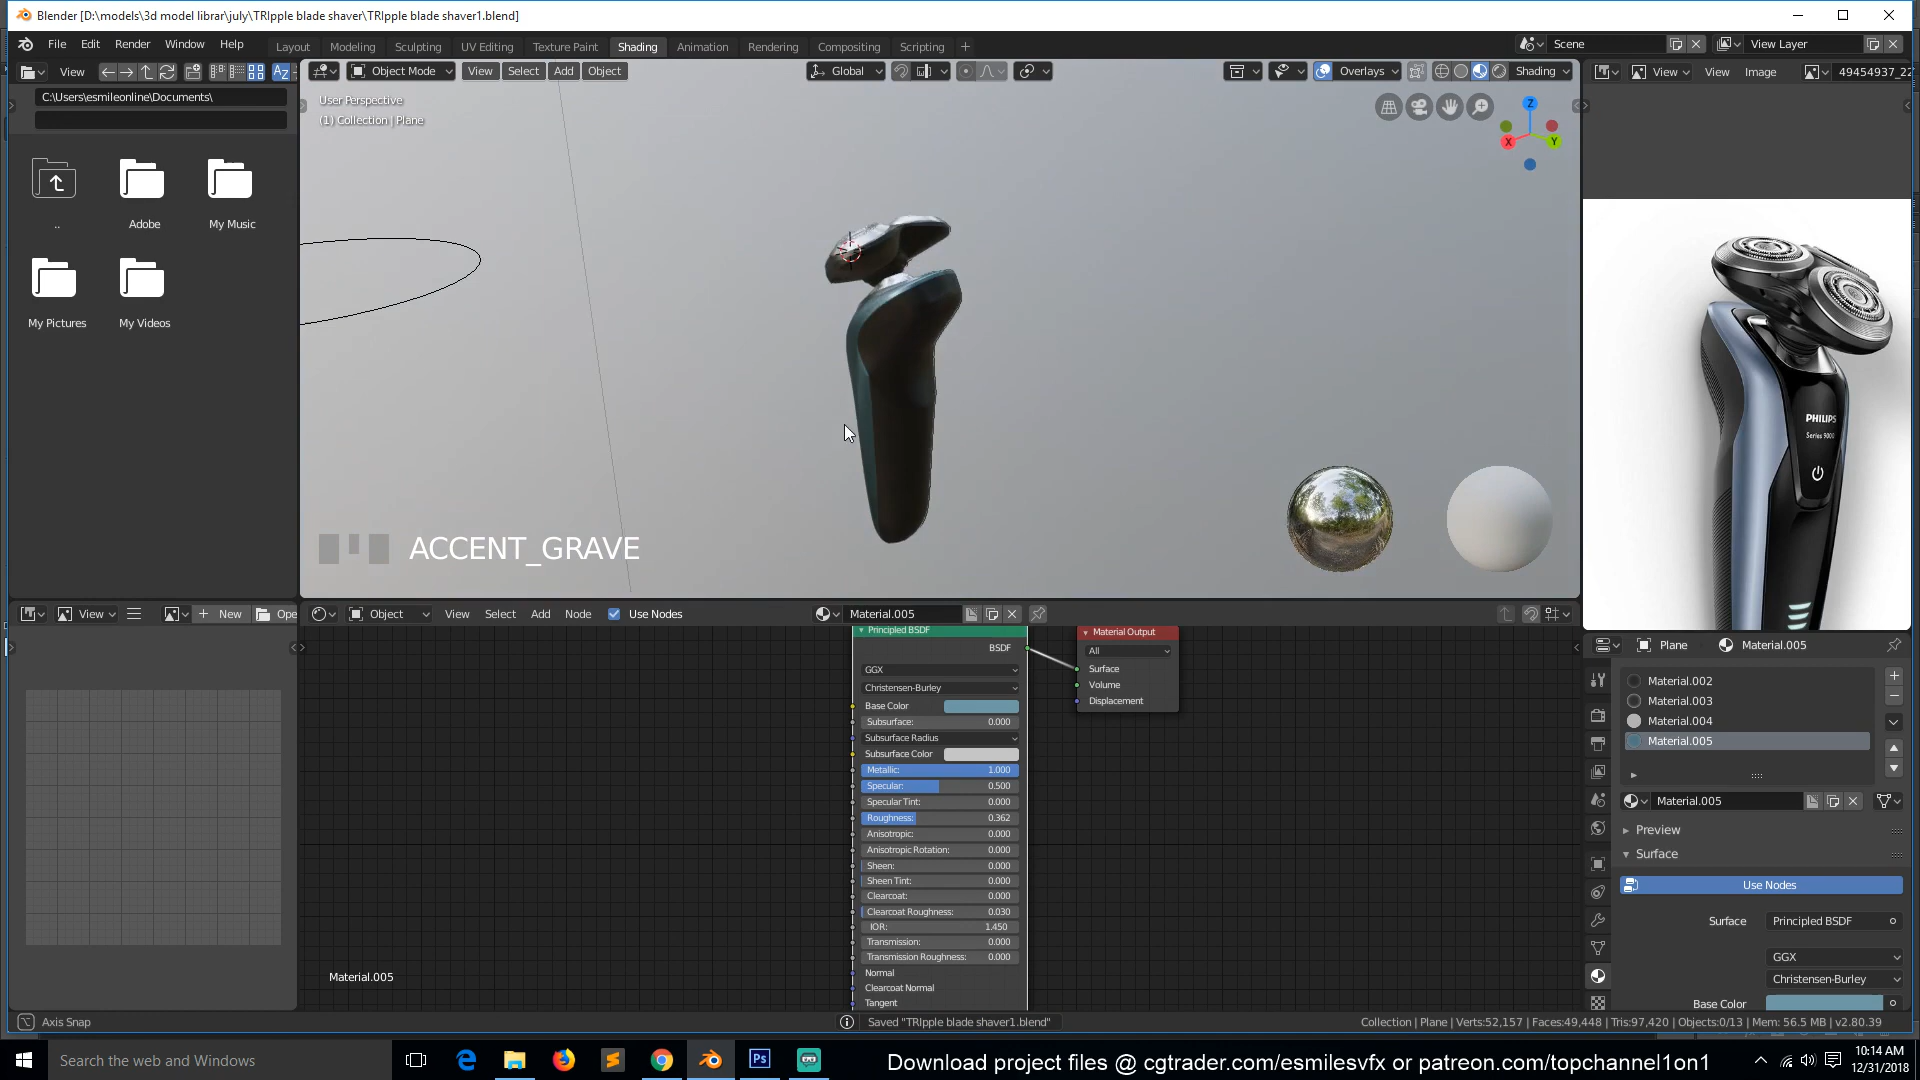 Blender [D:\models\3d model librar\july\TRIpple blade shaver\TRIpple blade shaver1.blend]
File Edit Render Window Help Layout Modeling Sculpting UV Editing Texture Paint Shading Animation Rendering Compositing Scripting + Scene View Layer
View Object Mode View Select Add Object Global Overlays Shading View View Image 49454937_22
C:\Users\esmileonline\Documents\
User Perspective
(1) Collection | Plane
Z
X
Y
..
Adobe
My Music
My Pictures
My Videos
PHILIPS
Series 9000
ACCENT_GRAVE
View New Ope
Object View Select Add Node Use Nodes Material.005
Principled BSDF
BSDF
GGX
Christensen-Burley
Base Color
Subsurface: 0.000
Subsurface Radius
Subsurface Color
Metallic: 1.000
Specular: 0.500
Specular Tint: 0.000
Roughness: 0.362
Anisotropic: 0.000
Anisotropic Rotation: 0.000
Sheen: 0.000
Sheen Tint: 0.000
Clearcoat: 0.000
Clearcoat Roughness: 0.030
IOR: 1.450
Transmission: 0.000
Transmission Roughness: 0.000
Normal
Clearcoat Normal
Tangent
Material Output
All
Surface
Volume
Displacement
Material.005
Plane Material.005
Material.002
Material.003
Material.004
Material.005
Material.005
Preview
Surface
Use Nodes
Surface Principled BSDF
GGX
Christensen-Burley
Base Color
Axis Snap
Saved "TRIpple blade shaver1.blend"
Collection | Plane | Verts:52,157 | Faces:49,448 | Tris:97,420 | Objects:0/13 | Mem: 56.5 MB | v2.80.39
Search the web and Windows
Ps
Download project files @ cgtrader.com/esmilesvfx or patreon.com/topchannel1on1
10:14 AM
12/31/2018